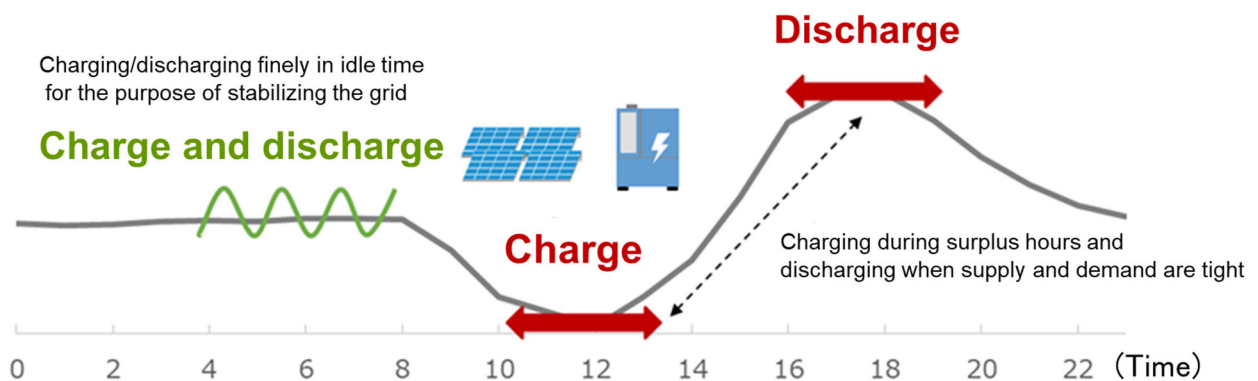 Discharge
Charging/discharging finely in idle time
for the purpose of stabilizing the grid
Charge and discharge
Charge
Charging during surplus hours and
discharging when supply and demand are tight
0 2 4 6 8 10 12 14 16 18 20 22 (Time)